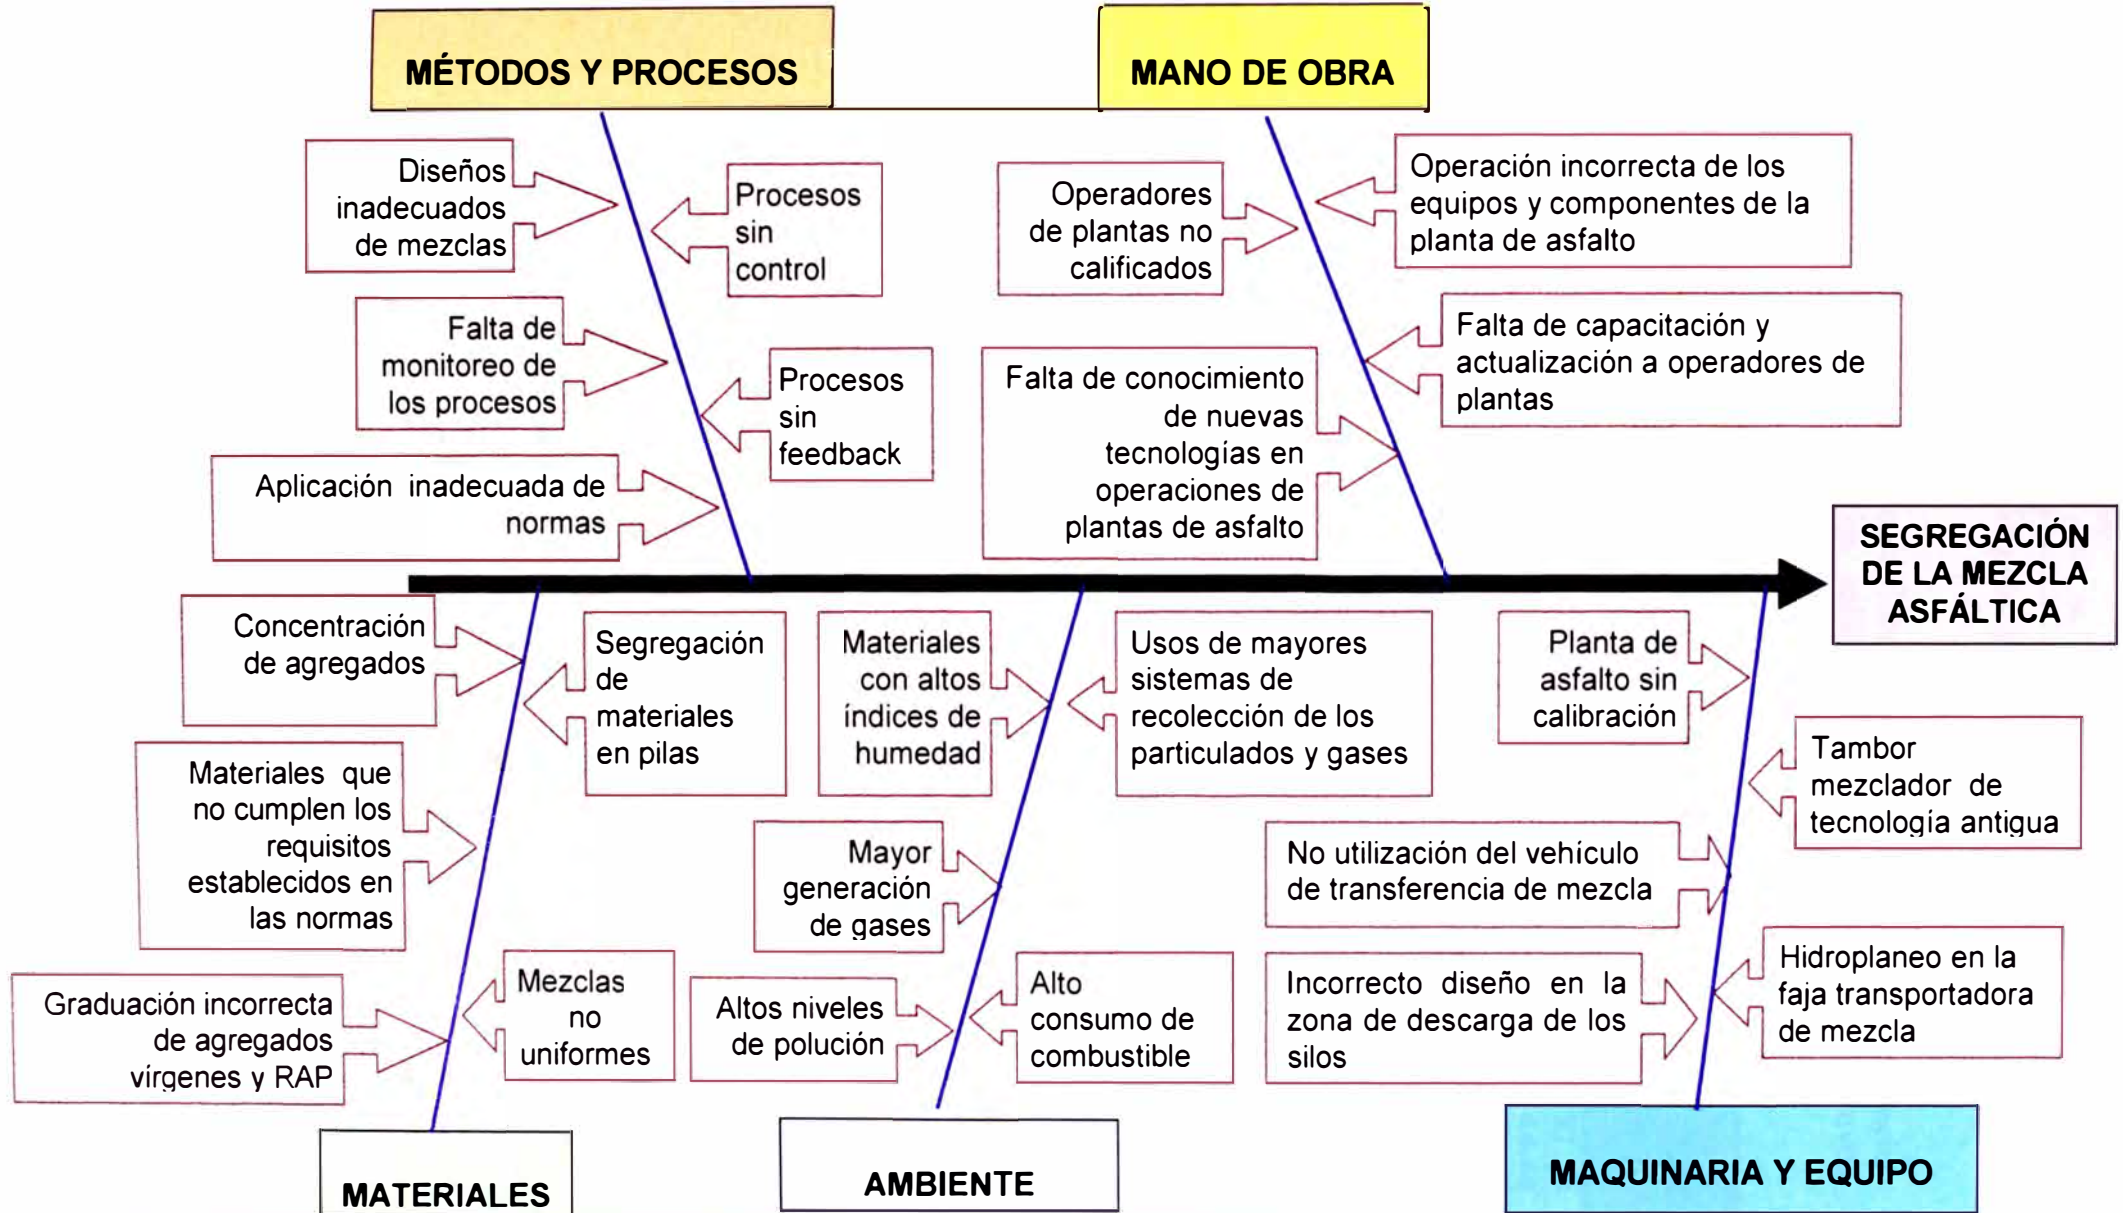 MÉTODOS Y PROCESOS
MANO DE OBRA
Diseños
inadecuados
de mezclas
Procesos
sin
control
Falta de
monitoreo de
los procesos
Procesos
sin
feedback
Aplicación inadecuada de
normas
Operadores
de plantas no
calificados
Operación incorrecta de los
equipos y componentes de la
planta de asfalto
Falta de conocimiento
de nuevas
tecnologías en
operaciones de
plantas de asfalto
Falta de capacitación y
actualización a operadores de
plantas
SEGREGACIÓN
DE LA MEZCLA
ASFÁLTICA
Concentración
de agregados
Segregación
de
materiales
en pilas
Materiales que
no cumplen los
requisitos
establecidos en
las normas
Graduación incorrecta
de agregados
vírgenes y RAP
Mezclas
no
uniformes
Materiales
con altos
índices de
humedad
Usos de mayores
sistemas de
recolección de los
particulados y gases
Mayor
generación
de gases
Altos niveles
de polución
Alto
consumo de
combustible
Planta de
asfalto sin
calibración
Tambor
mezclador de
tecnología antigua
No utilización del vehículo
de transferencia de mezcla
Incorrecto diseño en la
zona de descarga de los
silos
Hidroplaneo en la
faja transportadora
de mezcla
MATERIALES
AMBIENTE
MAQUINARIA Y EQUIPO